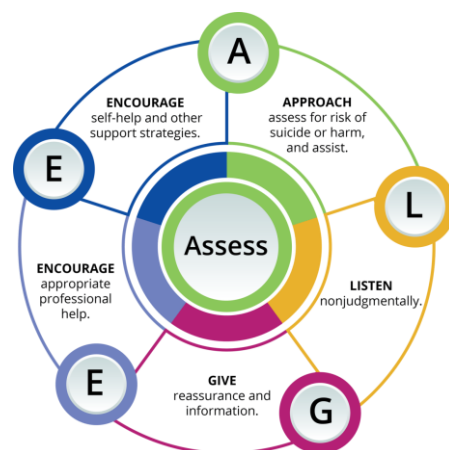 A
APPROACH
assess for risk of
suicide or harm,
and assist.
L
LISTEN
nonjudgmentally.
G
GIVE
reassurance and
information.
E
ENCOURAGE
appropriate
professional
help.
E
ENCOURAGE
self-help and other
support strategies.
Assess